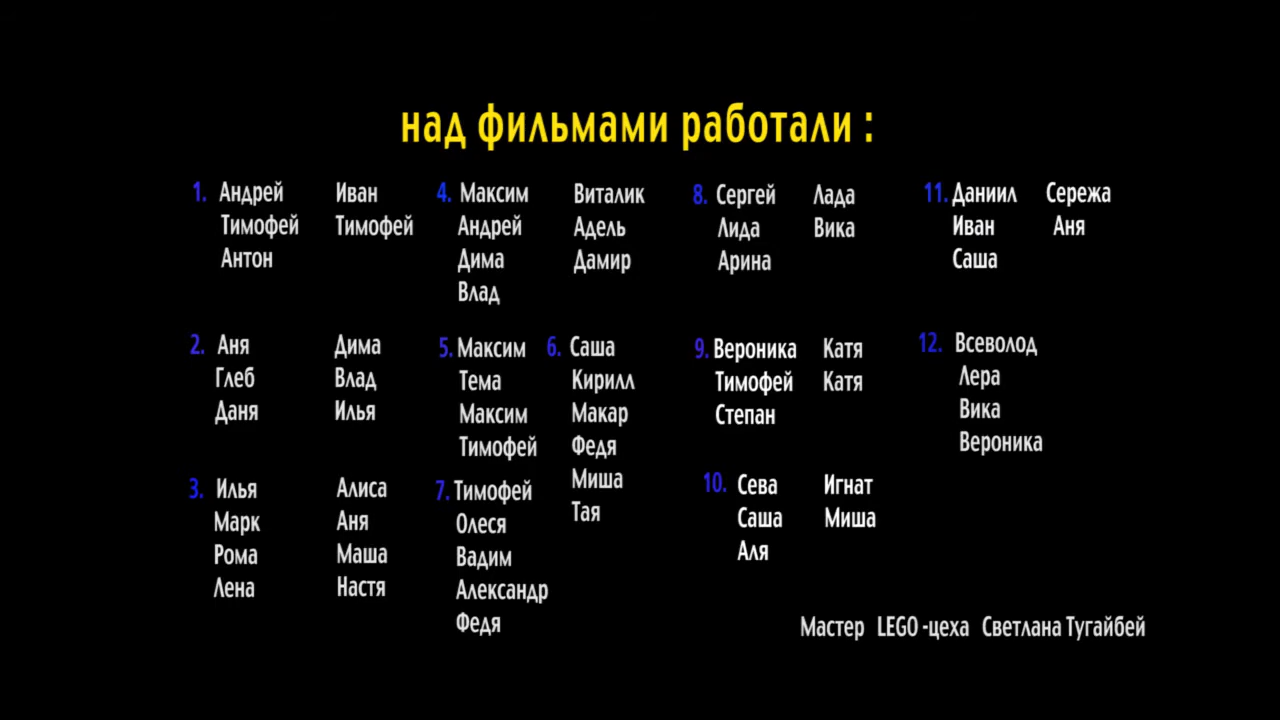 над фильмами работали :
1. Андрей Иван
Тимофей Тимофей
Антон
2. Аня Дима
Глеб Влад
Даня Илья
3. Илья Алиса
Марк Аня
Рома Маша
Лена Настя
4. Максим Виталик
Андрей Адель
Дима Дамир
Влад
5. Максим
Тема
Максим
Тимофей
6. Саша
Кирилл
Макар
Федя
Миша
Тая
7. Тимофей
Олеся
Вадим
Александр
Федя
8. Сергей Лада
Лида Вика
Арина
9. Вероника Катя
Тимофей Катя
Степан
10. Сева Игнат
Саша Миша
Аля
11. Даниил Сережа
Иван Аня
Саша
12. Всеволод
Лера
Вика
Вероника
Мастер LEGO -цеха Светлана Тугайбей